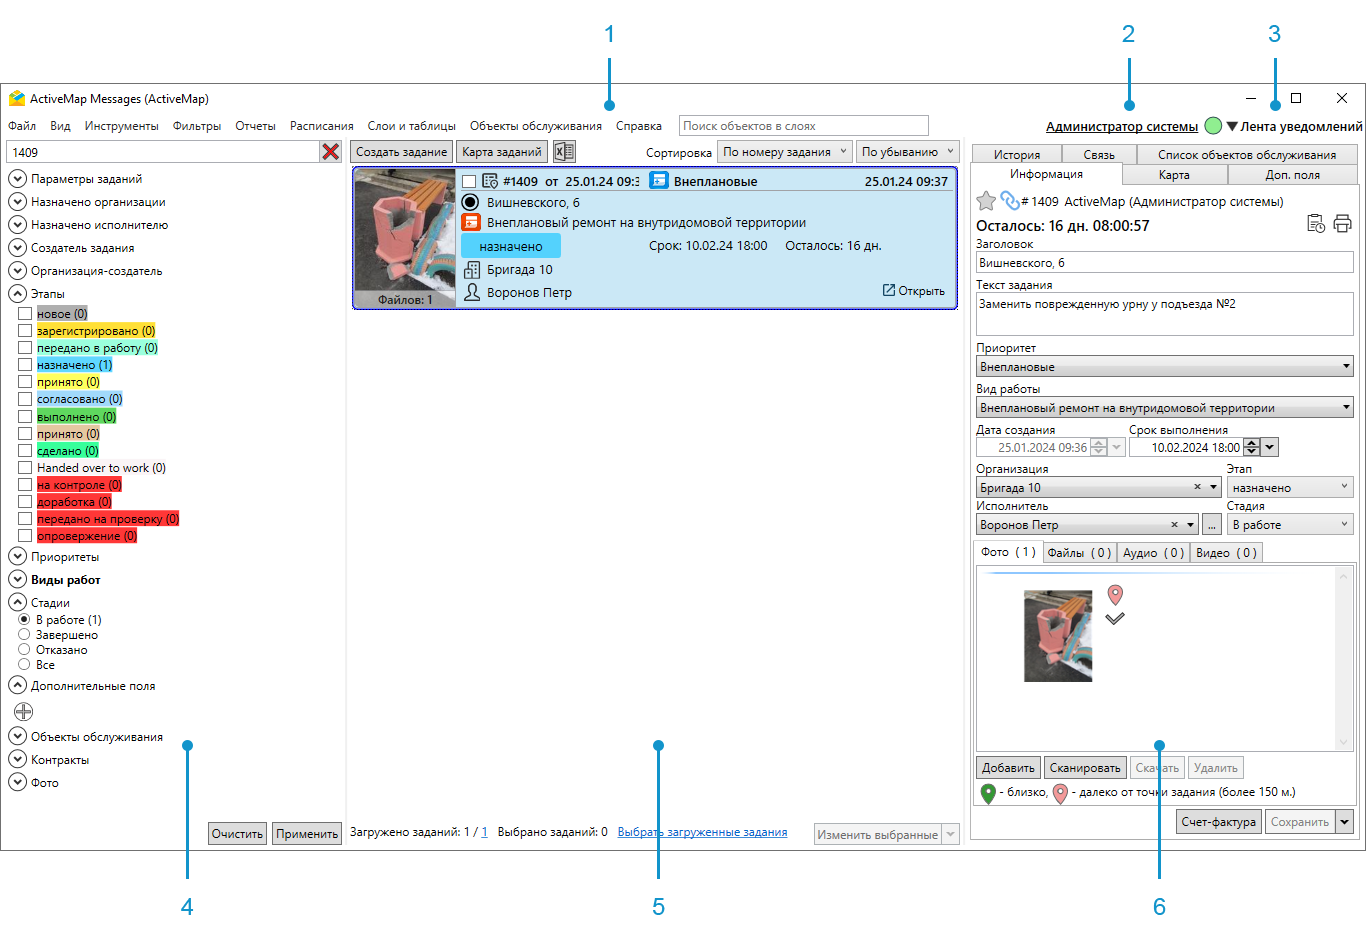 1
2
3
ActiveMap Messages (ActiveMap)
Файл Вид Инструменты Фильтры Отчеты Расписания Слои и таблицы Объекты обслуживания Справка Поиск объектов в слоях
Администратор системы Лента уведомлений
1409
Параметры заданий
Назначено организации
Назначено исполнителю
Создатель задания
Организация-создатель
Этапы
новое (0)
зарегистрировано (0)
передано в работу (0)
назначено (1)
принято (0)
согласовано (0)
выполнено (0)
принято (0)
сделано (0)
Handed over to work (0)
на контроле (0)
доработка (0)
передано на проверку (0)
опровержение (0)
Приоритеты
Виды работ
Стадии
В работе (1)
Завершено
Отказано
Все
Дополнительные поля
Объекты обслуживания
Контракты
Фото
Очистить Применить
Создать задание Карта заданий Сортировка По номеру задания По убыванию
#1409 от 25.01.24 09:3 Внеплановые 25.01.24 09:37
Вишневского, 6
Внеплановый ремонт на внутридомовой территории
назначено Срок: 10.02.24 18:00 Осталось: 16 дн.
Бригада 10
Воронов Петр Открыть
Файлов: 1
Загружено заданий: 1 / 1 Выбрано заданий: 0 Выбрать загруженные задания Изменить выбранные
История Связь Список объектов обслуживания
Информация Карта Доп. поля
# 1409 ActiveMap (Администратор системы)
Осталось: 16 дн. 08:00:57
Заголовок
Вишневского, 6
Текст задания
Заменить поврежденную урну у подъезда №2
Приоритет
Внеплановые
Вид работы
Внеплановый ремонт на внутридомовой территории
Дата создания Срок выполнения
25.01.2024 09:36 10.02.2024 18:00
Организация Этап
Бригада 10 назначено
Исполнитель Стадия
Воронов Петр ... В работе
Фото ( 1 ) Файлы ( 0 ) Аудио ( 0 ) Видео ( 0 )
Добавить Сканировать Скачать Удалить
- близко, - далеко от точки задания (более 150 м.)
Счет-фактура Сохранить
4
5
6